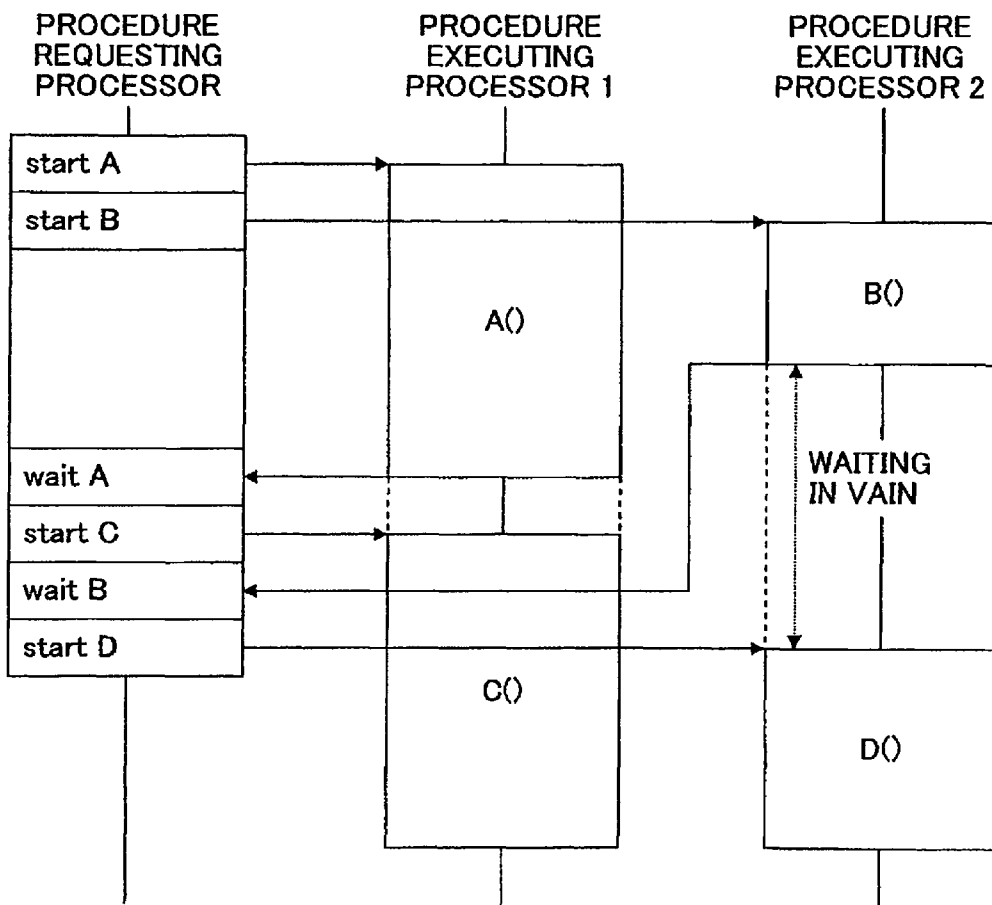 PROCEDURE
REQUESTING
PROCESSOR
PROCEDURE
EXECUTING
PROCESSOR 1
PROCEDURE
EXECUTING
PROCESSOR 2
start A
start B
B()
A()
wait A
WAITING
IN VAIN
start C
wait B
start D
C()
D()